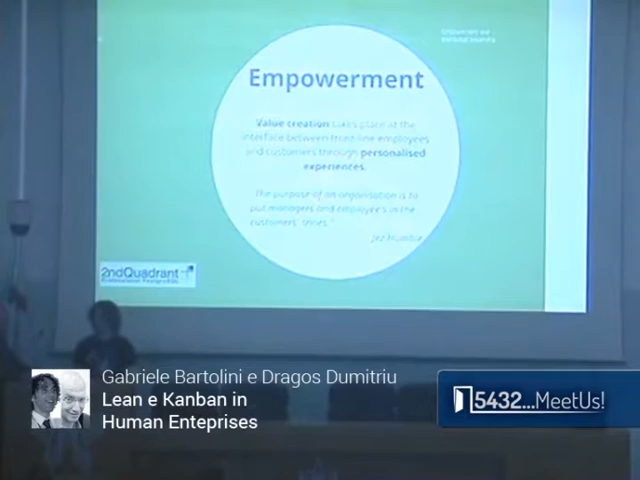 Empowerment
Value creation takes place at the
interface between front-line employees
and customers through personalised
experiences.
"The purpose of an organisation is to
put managers and employees in the
customers' shoes."
Jez Humble
2ndQuadrant
Professional PostgreSQL
Gabriele Bartolini e Dragos Dumitriu
Lean e Kanban in
Human Enteprises
5432...MeetUs!